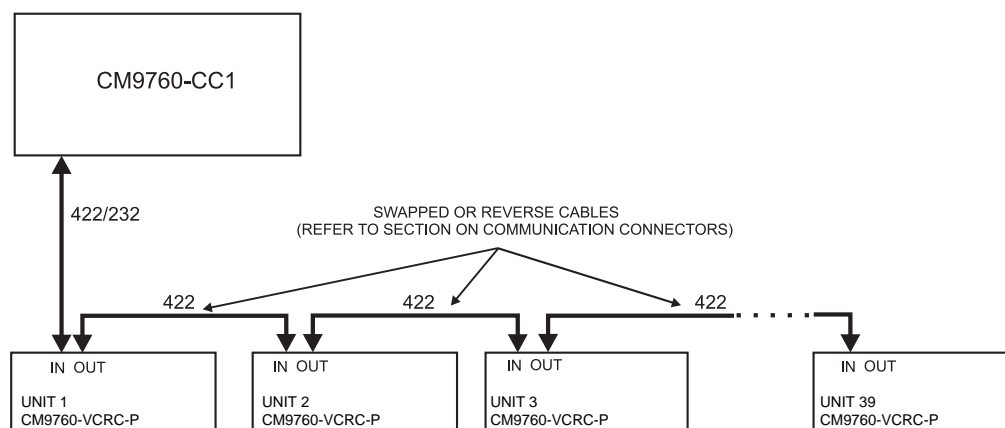 CM9760-CC1
422/232
SWAPPED OR REVERSE CABLES
(REFER TO SECTION ON COMMUNICATION CONNECTORS)
422
422
422
IN OUT
UNIT 1
CM9760-VCRC-P
IN OUT
UNIT 2
CM9760-VCRC-P
IN OUT
UNIT 3
CM9760-VCRC-P
IN OUT
UNIT 39
CM9760-VCRC-P